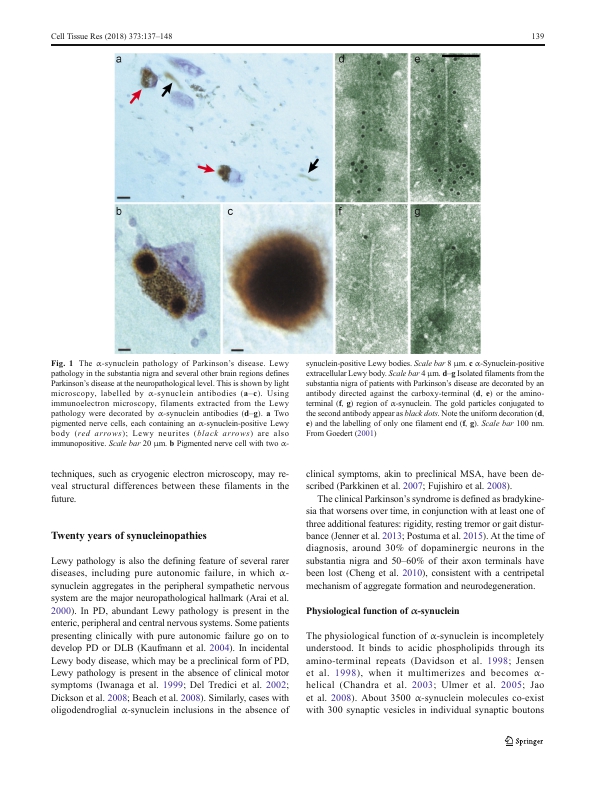 Cell Tissue Res (2018) 373:137–148
139
a
d
e
b
c
f
g
Fig. 1 The α-synuclein pathology of Parkinson's disease. Lewy
pathology in the substantia nigra and several other brain regions defines
Parkinson's disease at the neuropathological level. This is shown by light
microscopy, labelled by α-synuclein antibodies (a–c). Using
immunoelectron microscopy, filaments extracted from the Lewy
pathology were decorated by α-synuclein antibodies (d–g). a Two
pigmented nerve cells, each containing an α-synuclein-positive Lewy
body (red arrows); Lewy neurites (black arrows) are also
immunopositive. Scale bar 20 μm. b Pigmented nerve cell with two α-
synuclein-positive Lewy bodies. Scale bar 8 μm. c α-Synuclein-positive
extracellular Lewy body. Scale bar 4 μm. d–g Isolated filaments from the
substantia nigra of patients with Parkinson's disease are decorated by an
antibody directed against the carboxy-terminal (d, e) or the amino-
terminal (f, g) region of α-synuclein. The gold particles conjugated to
the second antibody appear as black dots. Note the uniform decoration (d,
e) and the labelling of only one filament end (f, g). Scale bar 100 nm.
From Goedert (2001)
techniques, such as cryogenic electron microscopy, may re-
veal structural differences between these filaments in the
future.
Twenty years of synucleinopathies
Lewy pathology is also the defining feature of several rarer
diseases, including pure autonomic failure, in which α-
synuclein aggregates in the peripheral sympathetic nervous
system are the major neuropathological hallmark (Arai et al.
2000). In PD, abundant Lewy pathology is present in the
enteric, peripheral and central nervous systems. Some patients
presenting clinically with pure autonomic failure go on to
develop PD or DLB (Kaufmann et al. 2004). In incidental
Lewy body disease, which may be a preclinical form of PD,
Lewy pathology is present in the absence of clinical motor
symptoms (Iwanaga et al. 1999; Del Tredici et al. 2002;
Dickson et al. 2008; Beach et al. 2008). Similarly, cases with
oligodendroglial α-synuclein inclusions in the absence of
clinical symptoms, akin to preclinical MSA, have been de-
scribed (Parkkinen et al. 2007; Fujishiro et al. 2008).
The clinical Parkinson's syndrome is defined as bradykine-
sia that worsens over time, in conjunction with at least one of
three additional features: rigidity, resting tremor or gait distur-
bance (Jenner et al. 2013; Postuma et al. 2015). At the time of
diagnosis, around 30% of dopaminergic neurons in the
substantia nigra and 50–60% of their axon terminals have
been lost (Cheng et al. 2010), consistent with a centripetal
mechanism of aggregate formation and neurodegeneration.
Physiological function of α-synuclein
The physiological function of α-synuclein is incompletely
understood. It binds to acidic phospholipids through its
amino-terminal repeats (Davidson et al. 1998; Jensen
et al. 1998), when it multimerizes and becomes α-
helical (Chandra et al. 2003; Ulmer et al. 2005; Jao
et al. 2008). About 3500 α-synuclein molecules co-exist
with 300 synaptic vesicles in individual synaptic boutons
Springer